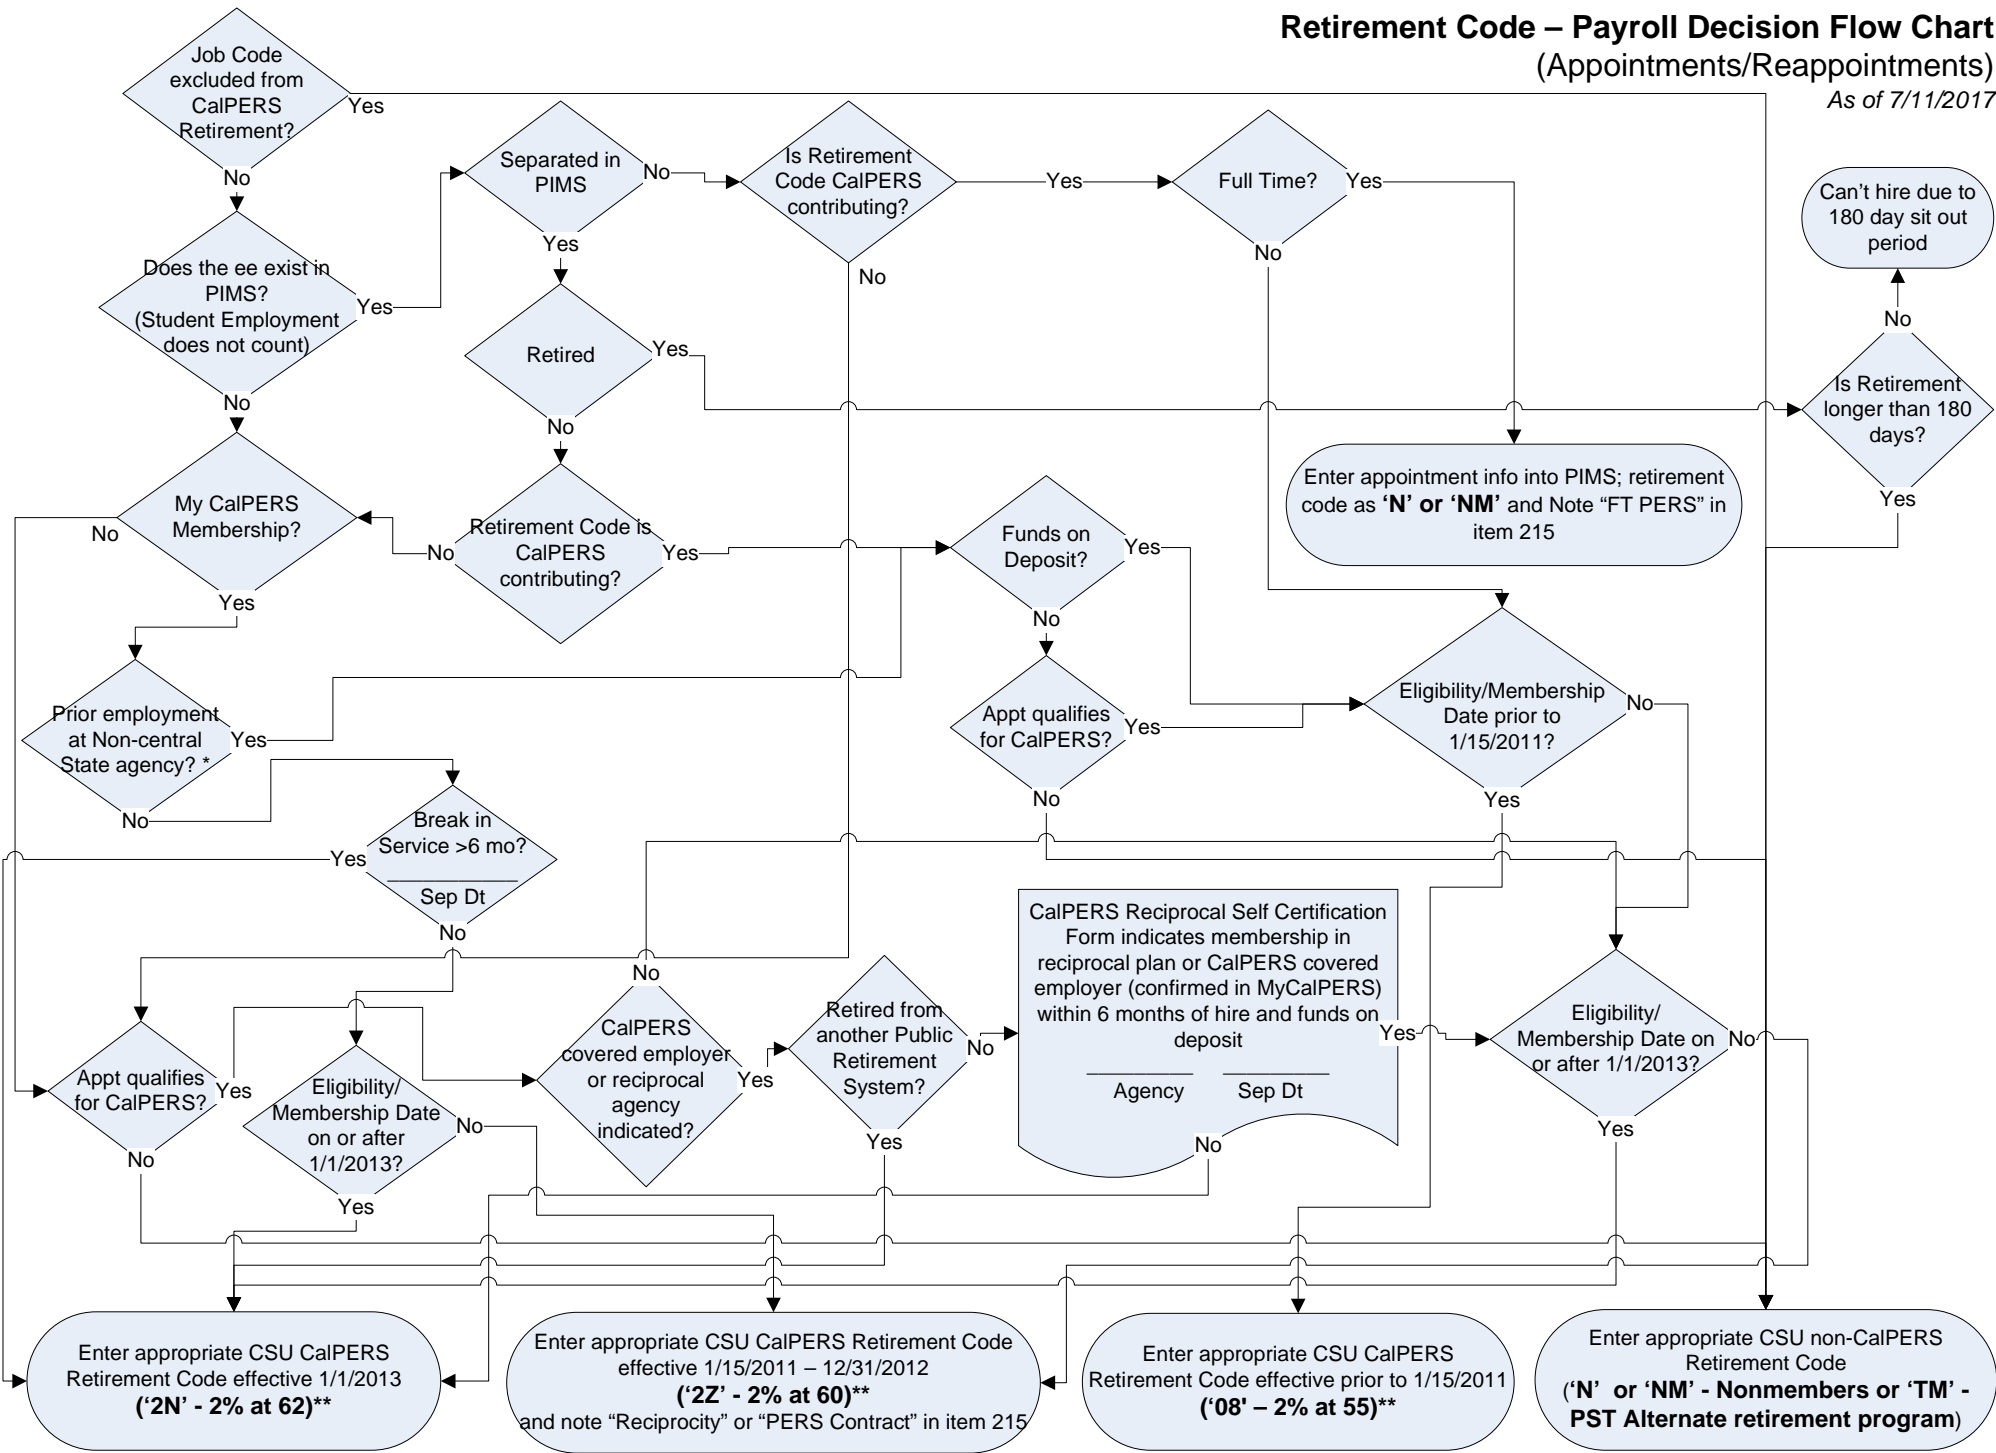 Retirement Code – Payroll Decision Flow Chart
(Appointments/Reappointments)
As of 7/11/2017
Job Code
excluded from
CalPERS
Retirement?
Yes
No
Does the ee exist in
PIMS?
(Student Employment
does not count)
Yes
No
Separated in
PIMS
No
Yes
Is Retirement
Code CalPERS
contributing?
Yes
No
Full Time?
Yes
No
Can't hire due to
180 day sit out
period
No
Is Retirement
longer than 180
days?
Yes
Retired
Yes
No
Enter appointment info into PIMS; retirement
code as ‘N’ or ‘NM’ and Note “FT PERS” in
item 215
My CalPERS
Membership?
No
Yes
Retirement Code is
CalPERS
contributing?
No
Yes
Funds on
Deposit?
Yes
No
Prior employment
at Non-central
State agency? *
Yes
No
Appt qualifies
for CalPERS?
Yes
No
Eligibility/Membership
Date prior to
1/15/2011?
No
Yes
Break in
Service >6 mo?
____________
Sep Dt
Yes
No
Appt qualifies
for CalPERS?
Yes
No
Eligibility/
Membership Date
on or after
1/1/2013?
No
Yes
CalPERS
covered employer
or reciprocal
agency
indicated?
No
Yes
Retired from
another Public
Retirement
System?
No
Yes
CalPERS Reciprocal Self Certification
Form indicates membership in
reciprocal plan or CalPERS covered
employer (confirmed in MyCalPERS)
within 6 months of hire and funds on
deposit
__________ __________
Agency Sep Dt
Yes
No
Eligibility/
Membership Date on
or after 1/1/2013?
No
Yes
Enter appropriate CSU CalPERS
Retirement Code effective 1/1/2013
(‘2N’ - 2% at 62)**
Enter appropriate CSU CalPERS Retirement Code
effective 1/15/2011 – 12/31/2012
(‘2Z’ - 2% at 60)**
and note “Reciprocity” or “PERS Contract” in item 215
Enter appropriate CSU CalPERS
Retirement Code effective prior to 1/15/2011
(‘08' – 2% at 55)**
Enter appropriate CSU non-CalPERS
Retirement Code
(‘N’ or ‘NM’ - Nonmembers or ‘TM’ -
PST Alternate retirement program)